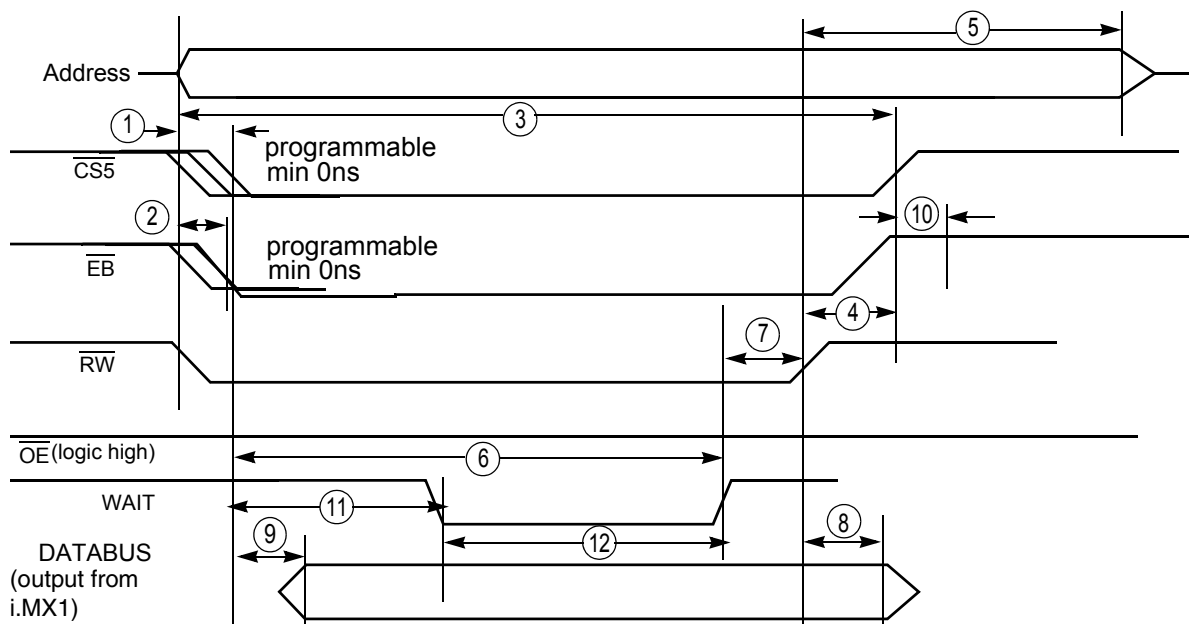 5
Address
1
3
programmable
min 0ns
CS5
2
10
programmable
min 0ns
EB
4
7
RW
OE(logic high)
6
WAIT
11
9
12
8
DATABUS
(output from
i.MX1)